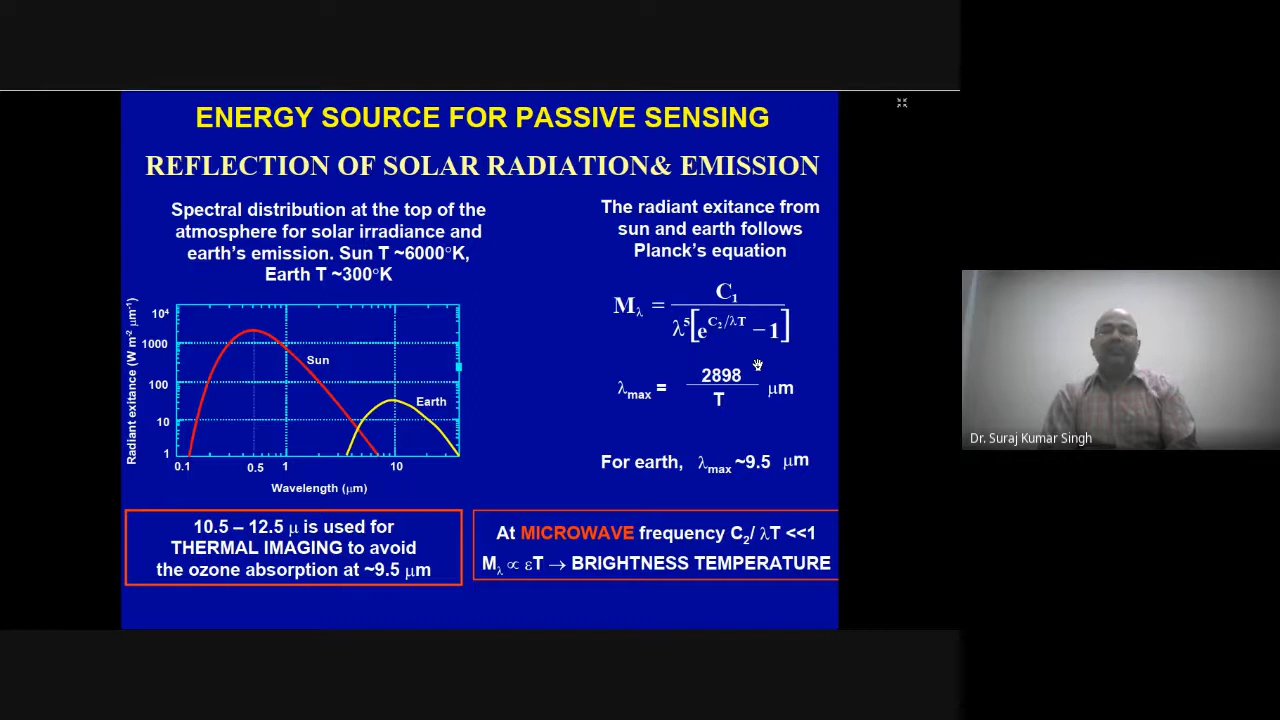 ENERGY SOURCE FOR PASSIVE SENSING
REFLECTION OF SOLAR RADIATION& EMISSION
Spectral distribution at the top of the
atmosphere for solar irradiance and
earth's emission. Sun T ~6000°K,
Earth T ~300°K
The radiant exitance from
sun and earth follows
Planck's equation
Mλ = C₁ / λ⁵[e^(C₂/λT) − 1]
λmax = 2898 / T μm
For earth, λmax ~9.5 μm
Radiant exitance (W m⁻² μm⁻¹)
10⁴
1000
100
10
1
Sun
Earth
0.1 0.5 1 10
Wavelength (μm)
10.5 – 12.5 μ is used for
THERMAL IMAGING to avoid
the ozone absorption at ~9.5 μm
At MICROWAVE frequency C₂/ λT <<1
Mλ ∝ εT → BRIGHTNESS TEMPERATURE
Dr. Suraj Kumar Singh